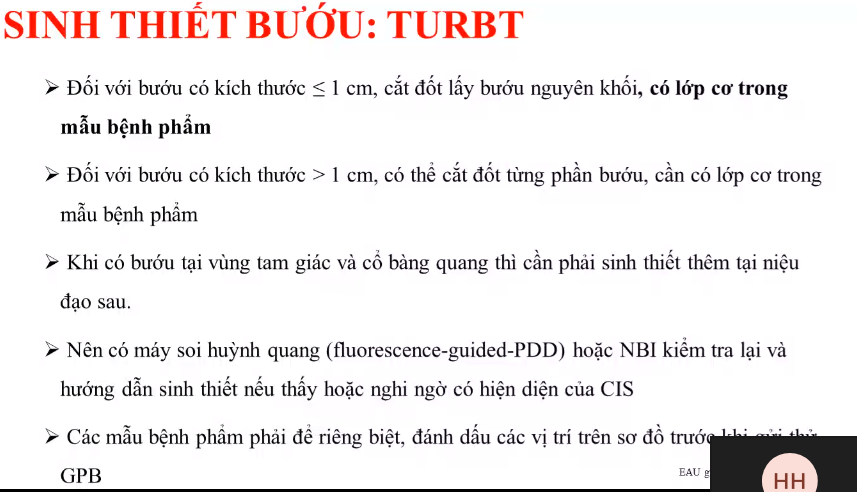 SINH THIẾT BƯỚU: TURBT
➢ Đối với bướu có kích thước ≤ 1 cm, cắt đốt lấy bướu nguyên khối, có lớp cơ trong
mẫu bệnh phẩm
➢ Đối với bướu có kích thước > 1 cm, có thể cắt đốt từng phần bướu, cần có lớp cơ trong
mẫu bệnh phẩm
➢ Khi có bướu tại vùng tam giác và cổ bàng quang thì cần phải sinh thiết thêm tại niệu
đạo sau.
➢ Nên có máy soi huỳnh quang (fluorescence-guided-PDD) hoặc NBI kiểm tra lại và
hướng dẫn sinh thiết nếu thấy hoặc nghi ngờ có hiện diện của CIS
➢ Các mẫu bệnh phẩm phải để riêng biệt, đánh dấu các vị trí trên sơ đồ trước khi gửi thử
GPB
EAU
HH